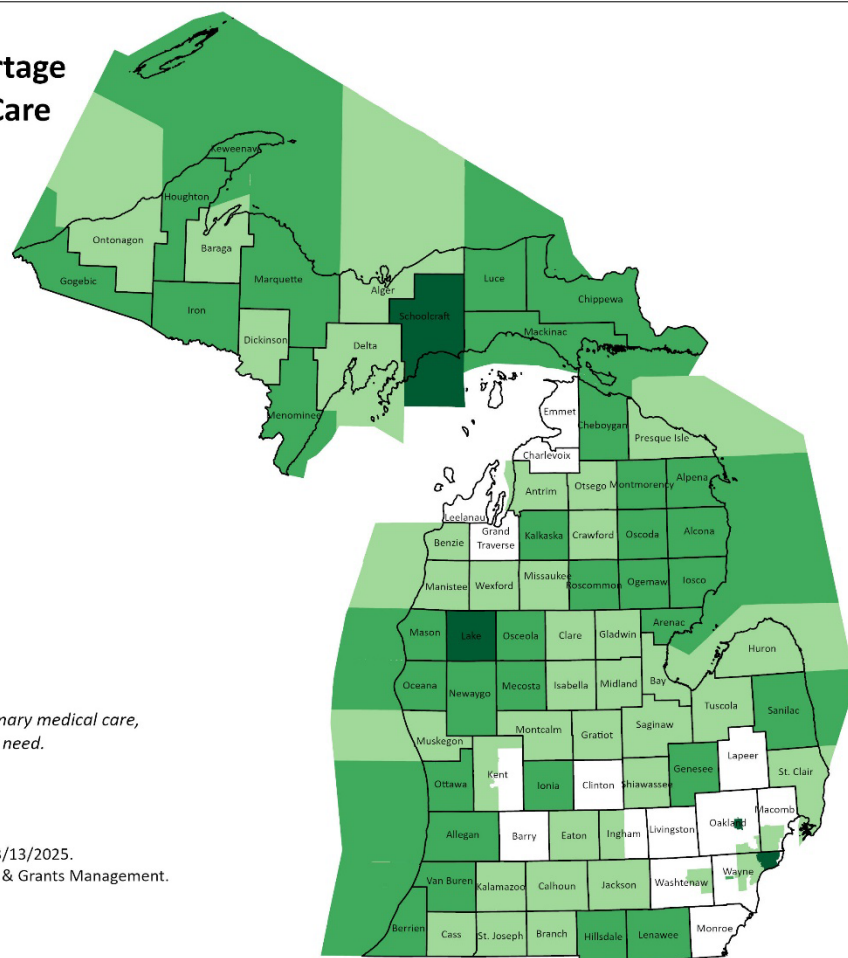 rtage
Care
Keweenaw
Houghton
Ontonagon
Baraga
Gogebic
Marquette
Iron
Alger
Luce
Chippewa
Schoolcraft
Mackinac
Dickinson
Delta
Menominee
Emmet
Cheboygan
Presque Isle
Charlevoix
Antrim
Otsego
Montmorency
Alpena
Leelanau
Grand
Traverse
Benzie
Kalkaska
Crawford
Oscoda
Alcona
Manistee
Wexford
Missaukee
Roscommon
Ogemaw
Iosco
Arenac
Mason
Lake
Osceola
Clare
Gladwin
Huron
Oceana
Newaygo
Mecosta
Isabella
Midland
Bay
Tuscola
Sanilac
mary medical care,
need.
Muskegon
Montcalm
Gratiot
Saginaw
Lapeer
Kent
Genesee
St. Clair
Ottawa
Ionia
Clinton
Shiawassee
Macomb
Oakland
Allegan
Barry
Eaton
Ingham
Livingston
/13/2025.
& Grants Management.
Van Buren
Kalamazoo
Calhoun
Jackson
Washtenaw
Wayne
Berrien
Cass
St. Joseph
Branch
Hillsdale
Lenawee
Monroe